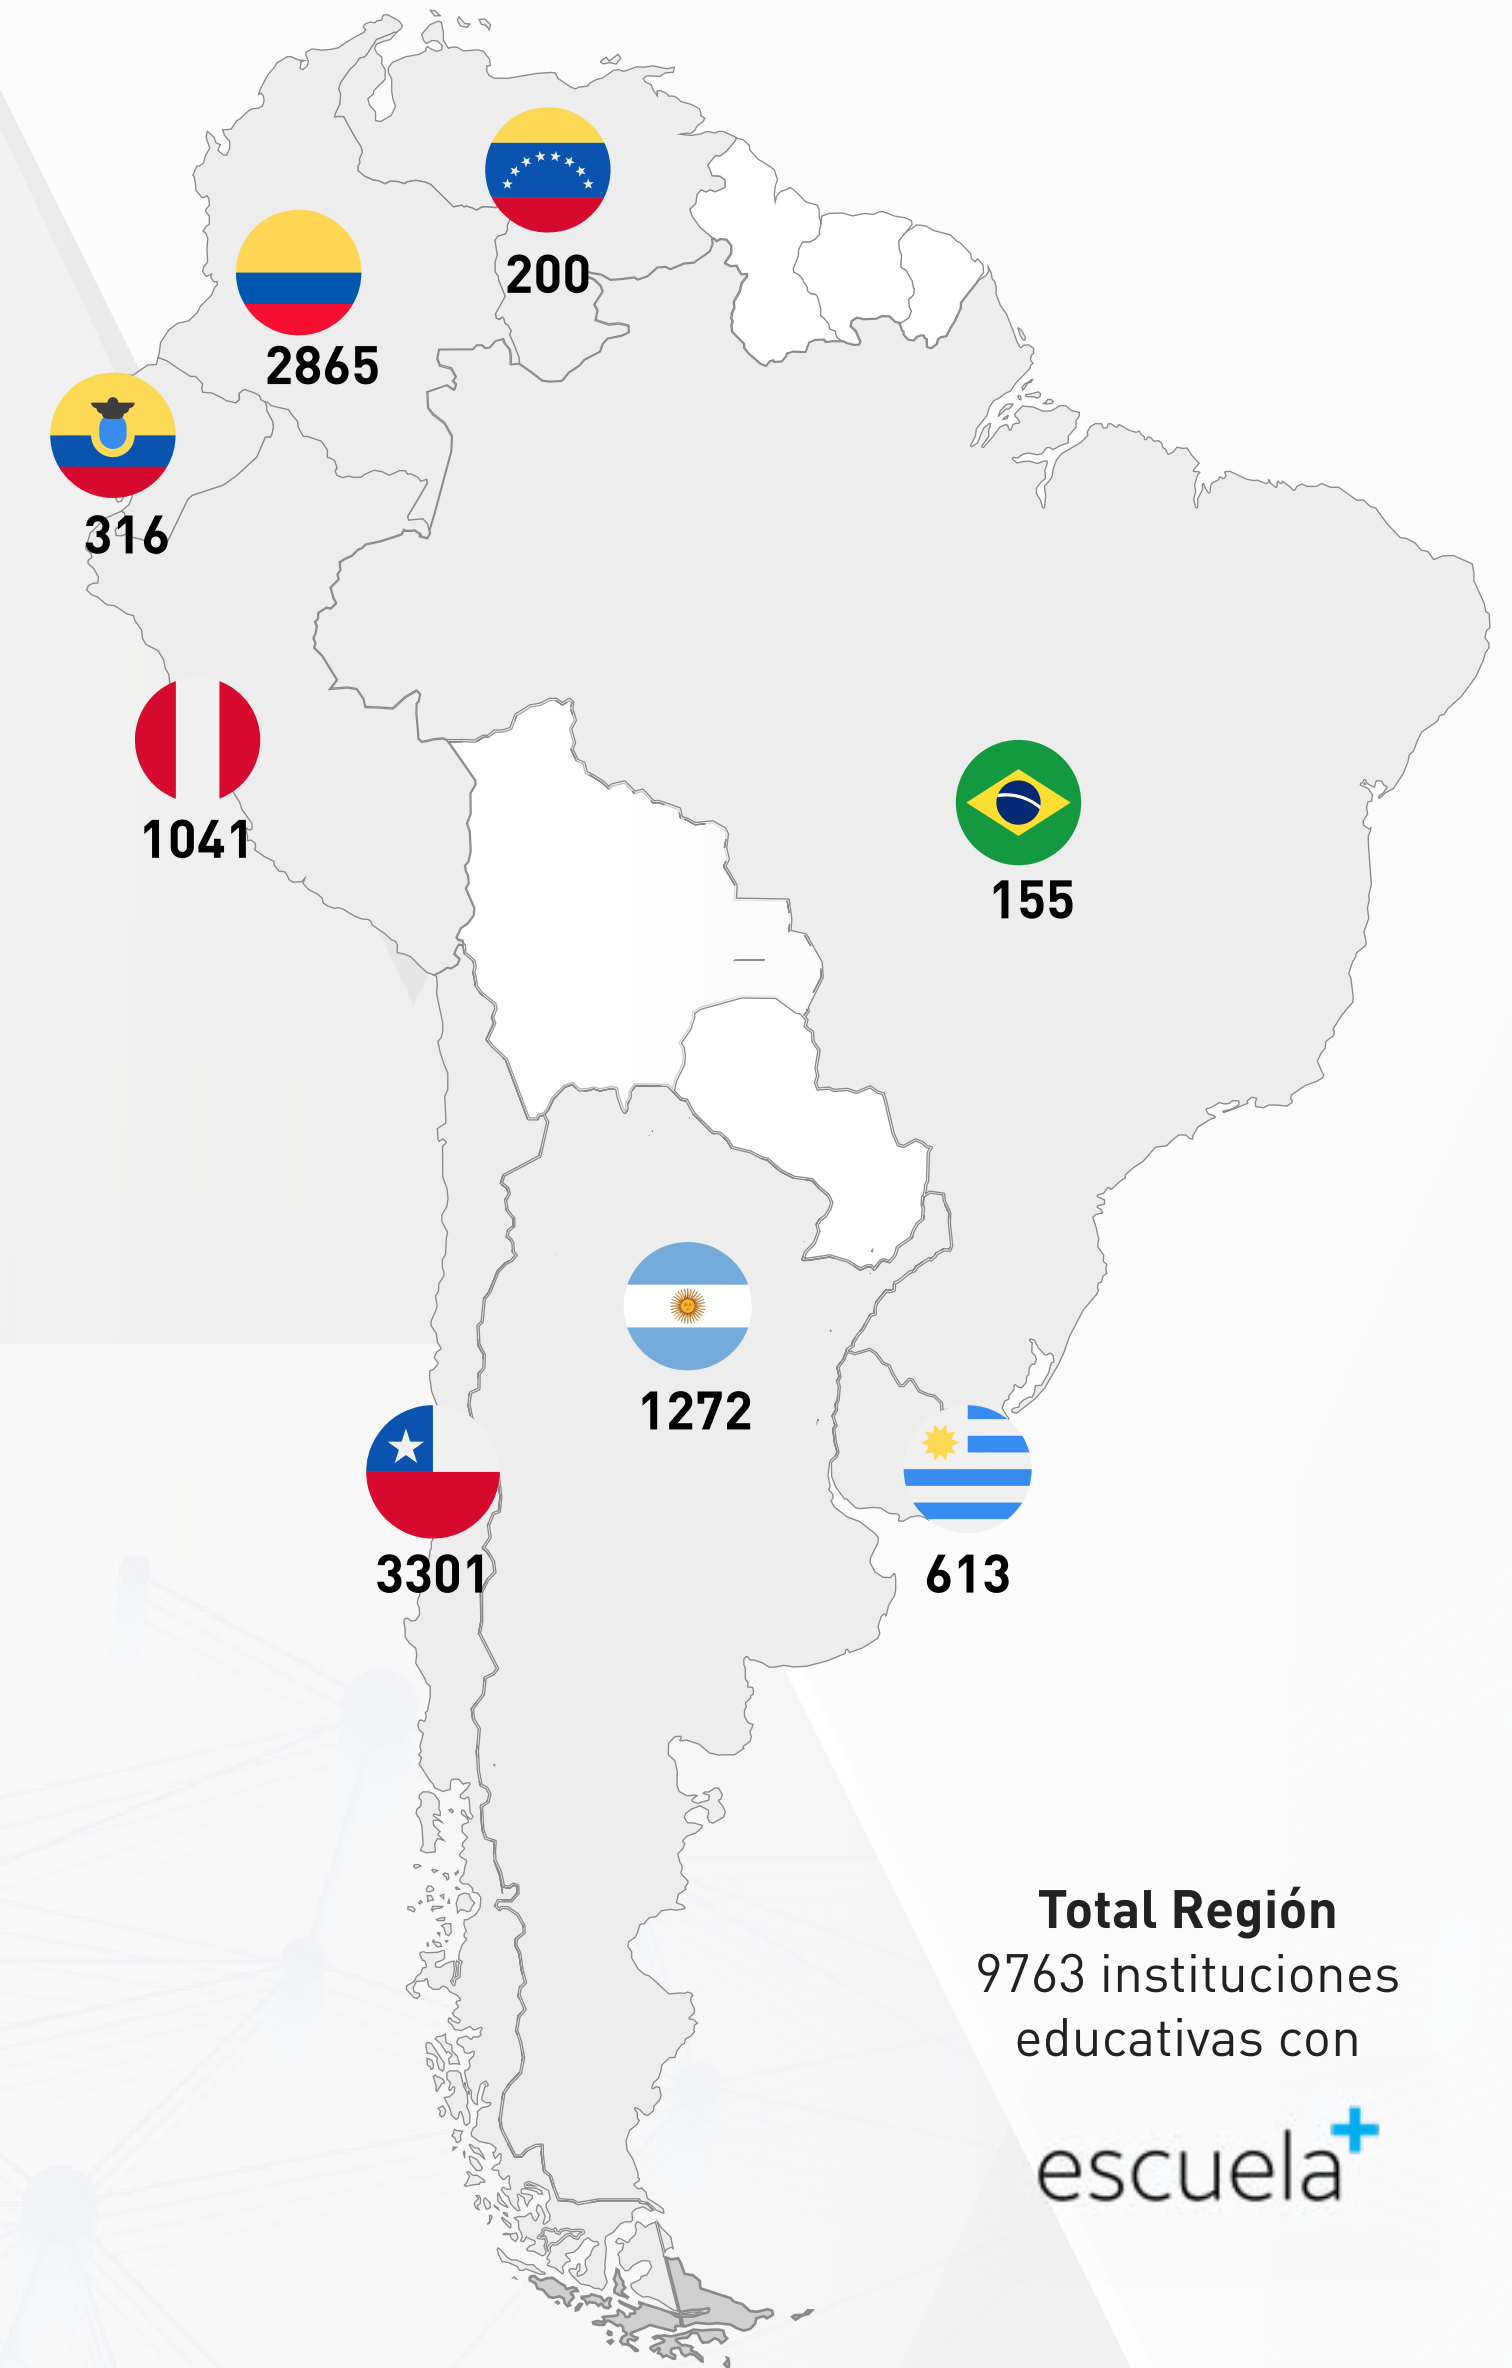 200
2865
316
1041
155
1272
3301
613
Total Región
9763 instituciones
educativas con
escuela+